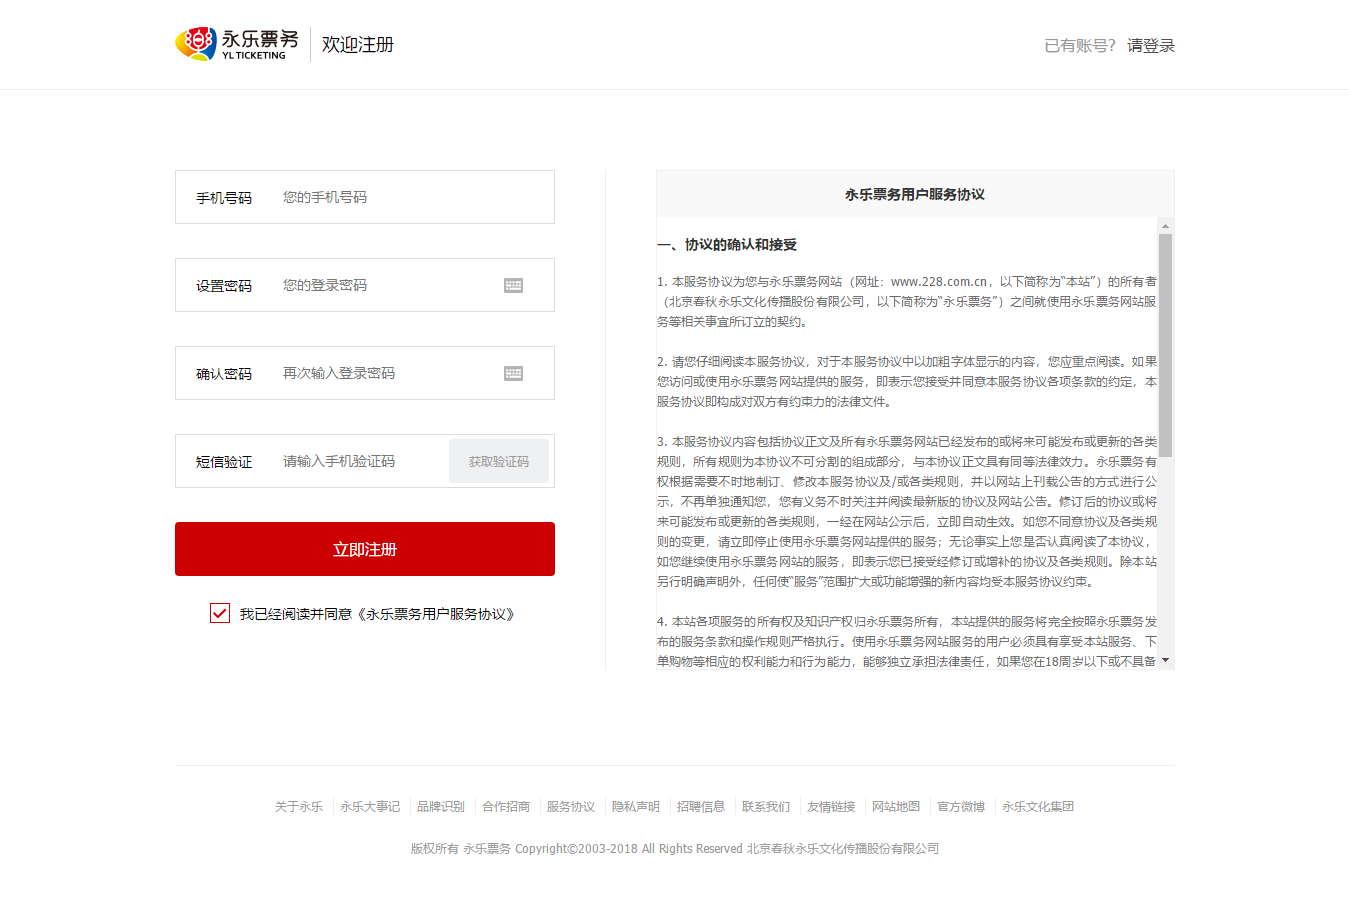 永乐票务
YL TICKETING
欢迎注册
已有账号? 请登录
手机号码 您的手机号码
设置密码 您的登录密码
确认密码 再次输入登录密码
短信验证 请输入手机验证码 获取验证码
立即注册
我已经阅读并同意《永乐票务用户服务协议》
永乐票务用户服务协议
一、协议的确认和接受
1. 本服务协议为您与永乐票务网站（网址：www.228.com.cn，以下简称为“本站”）的所有者
（北京春秋永乐文化传播股份有限公司，以下简称为“永乐票务”）之间就使用永乐票务网站服
务等相关事宜所订立的契约。
2. 请您仔细阅读本服务协议，对于本服务协议中以加粗字体显示的内容，您应重点阅读。如果
您访问或使用永乐票务网站提供的服务，即表示您接受并同意本服务协议各项条款的约定，本
服务协议即构成对双方有约束力的法律文件。
3. 本服务协议内容包括协议正文及所有永乐票务网站已经发布的或将来可能发布或更新的各类
规则，所有规则为本协议不可分割的组成部分，与本协议正文具有同等法律效力。永乐票务有
权根据需要不时地制订、修改本服务协议及/或各类规则，并以网站上刊载公告的方式进行公
示，不再单独通知您，您有义务不时关注并阅读最新版的协议及网站公告。修订后的协议或将
来可能发布或更新的各类规则，一经在网站公示后，立即自动生效。如您不同意协议及各类规
则的变更，请立即停止使用永乐票务网站提供的服务；无论事实上您是否认真阅读了本协议，
如您继续使用永乐票务网站的服务，即表示您已接受经修订或增补的协议及各类规则。除本站
另行明确声明外，任何使“服务”范围扩大或功能增强的新内容均受本服务协议约束。
4. 本站各项服务的所有权及知识产权归永乐票务所有，本站提供的服务将完全按照永乐票务发
布的服务条款和操作规则严格执行。使用永乐票务网站服务的用户必须具有享受本站服务、下
单购物等相应的权利能力和行为能力，能够独立承担法律责任，如果您在18周岁以下或不具备
关于永乐 永乐大事记 品牌识别 合作招商 服务协议 隐私声明 招聘信息 联系我们 友情链接 网站地图 官方微博 永乐文化集团
版权所有 永乐票务 Copyright©2003-2018 All Rights Reserved 北京春秋永乐文化传播股份有限公司